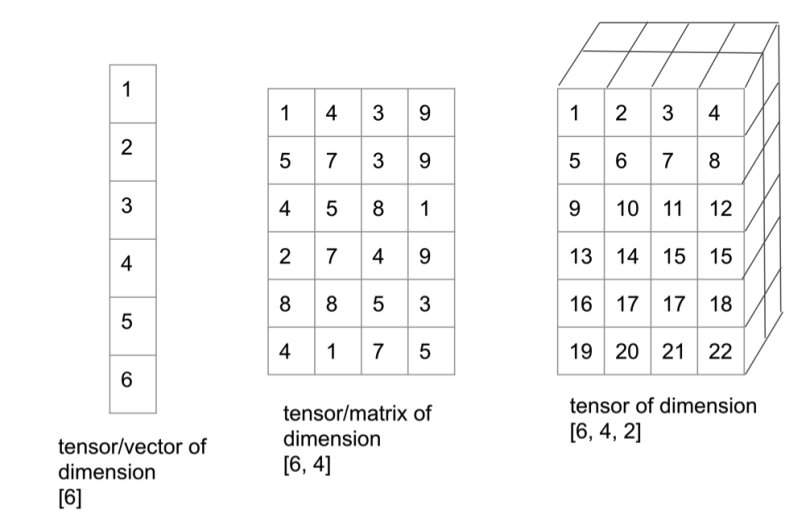 1
2
3
4
5
6
tensor/vector of
dimension
[6]
1 4 3 9
5 7 3 9
4 5 8 1
2 7 4 9
8 8 5 3
4 1 7 5
tensor/matrix of
dimension
[6, 4]
1 2 3 4
5 6 7 8
9 10 11 12
13 14 15 15
16 17 17 18
19 20 21 22
tensor of dimension
[6, 4, 2]